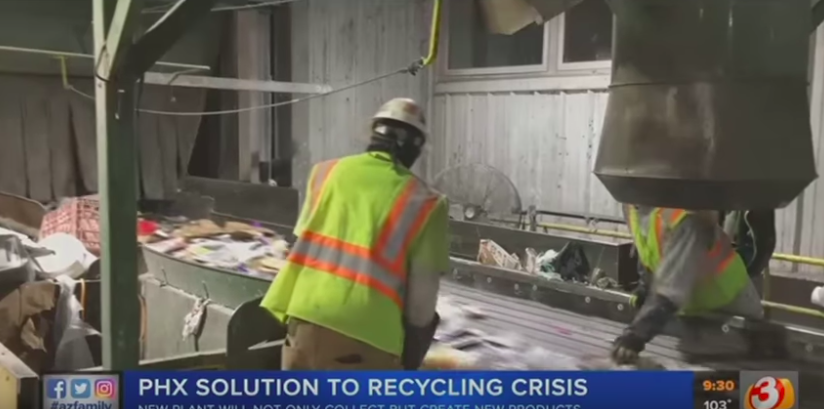 PHX SOLUTION TO RECYCLING CRISIS
9:30
#azfamily
NEW PLANT WILL NOT ONLY COLLECT BUT CREATE NEW PRODUCTS
103°
3